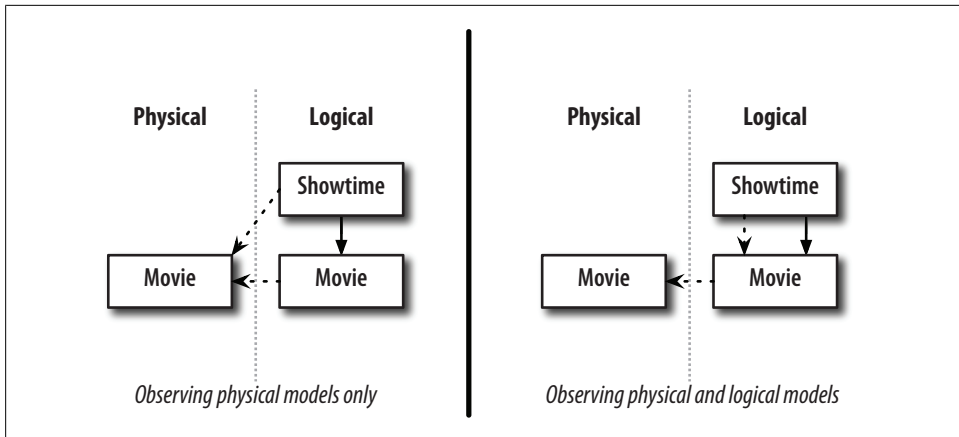 Physical
Logical
Showtime
Movie
Movie
Observing physical models only
Physical
Logical
Showtime
Movie
Movie
Observing physical and logical models